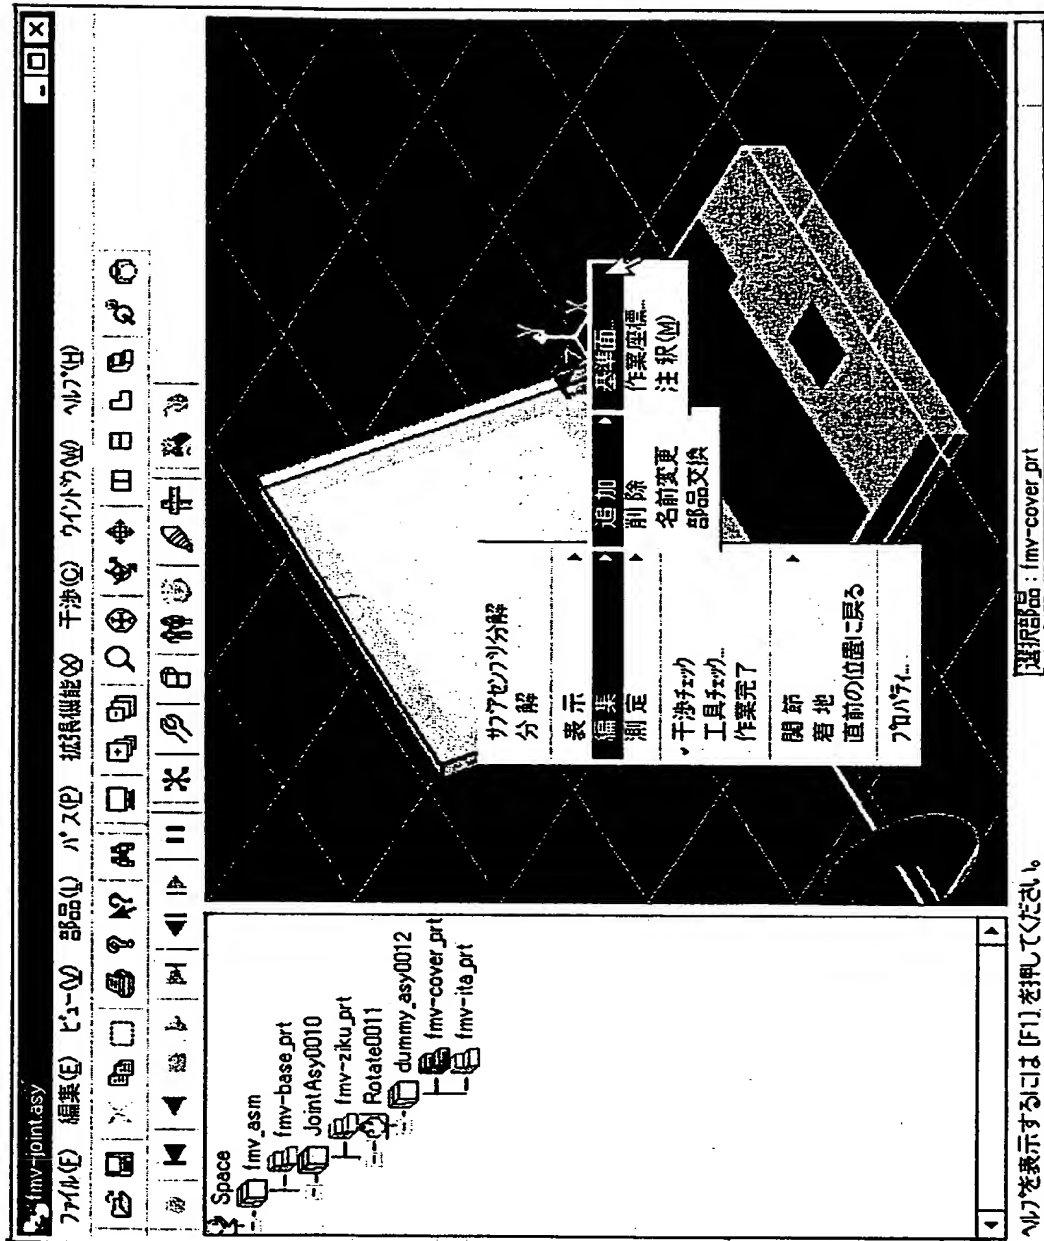 fmv-joint.asy
ファイル(F) 編集(E) ビュー(V) 部品(L) パス(P) 拡張機能(X) 干渉(C) ウインドウ(W) ヘルプ(H)
Space
fmv_asm
fmv-base_prt
JointAsy0010
fmv-ziku_prt
Rotate0011
dummy_asy0012
fmv-cover_prt
fmv-ita_prt
サブアセンブリ分解
分 解
表 示
編集
測 定
✓干渉チェック
工具チェック...
作業完了
関 節
着 地
直前の位置に戻る
プロパティ...
追 加
削 除
名前変更
部品交換
基準面...
作業座標...
注 釈(M)
ヘルプを表示するには [F1] を押してください。
選択部品 : fmv-cover_prt